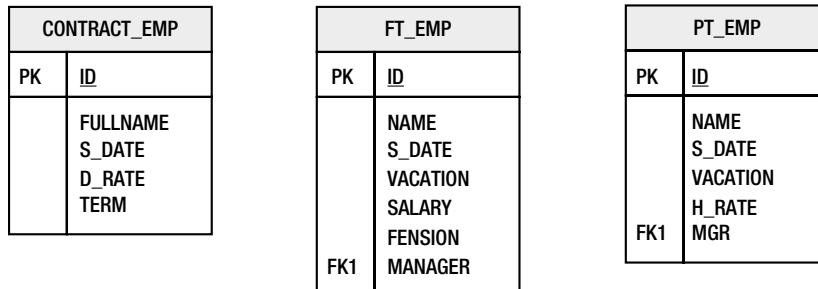 CONTRACT_EMP
PK ID
FULLNAME
S_DATE
D_RATE
TERM
FT_EMP
PK ID
NAME
S_DATE
VACATION
SALARY
FENSION
FK1 MANAGER
PT_EMP
PK ID
NAME
S_DATE
VACATION
H_RATE
FK1 MGR